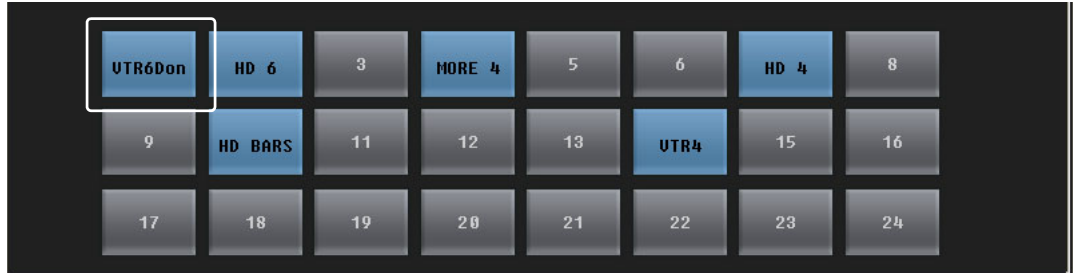 VTR6Don HD 6 3 MORE 4 5 6 HD 4 8
9 HD BARS 11 12 13 VTR4 15 16
17 18 19 20 21 22 23 24